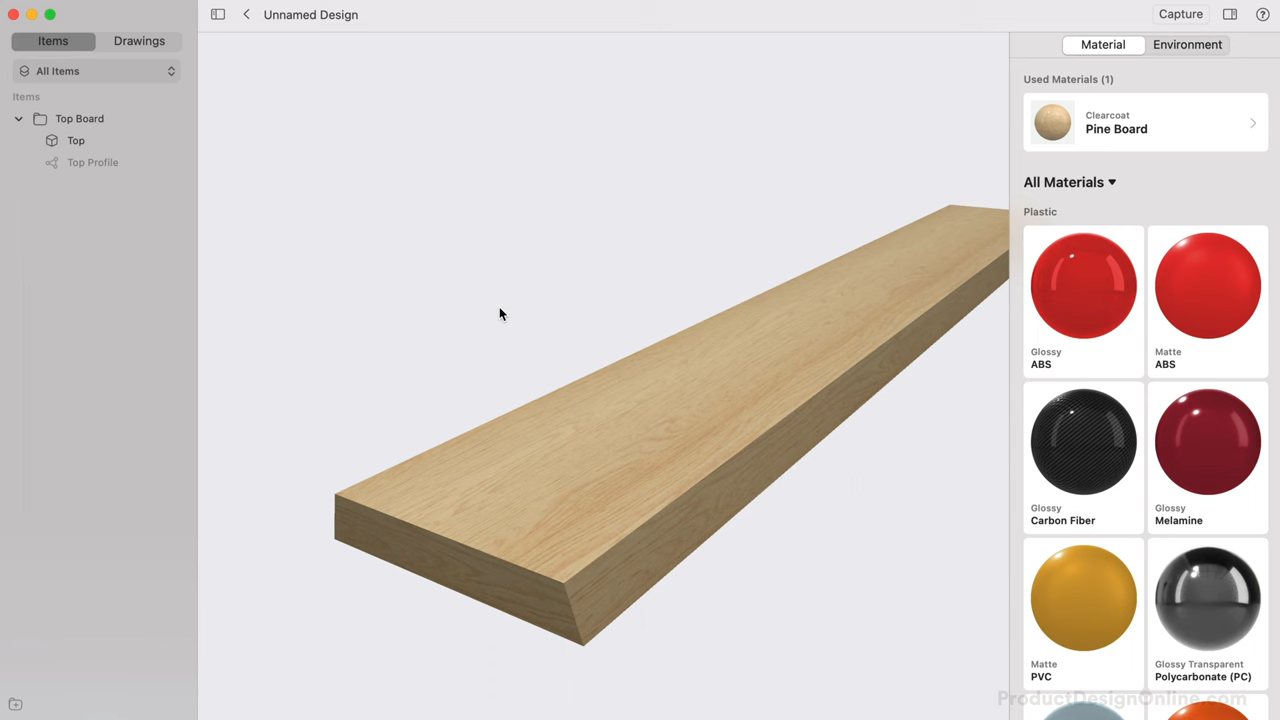 Unnamed Design
Capture
Items
Drawings
All Items
Items
Top Board
Top
Top Profile
Material
Environment
Used Materials (1)
Clearcoat
Pine Board
All Materials
Plastic
Glossy
ABS
Matte
ABS
Glossy
Carbon Fiber
Glossy
Melamine
Matte
PVC
Glossy Transparent
Polycarbonate (PC)
ProductDesignOnline.com